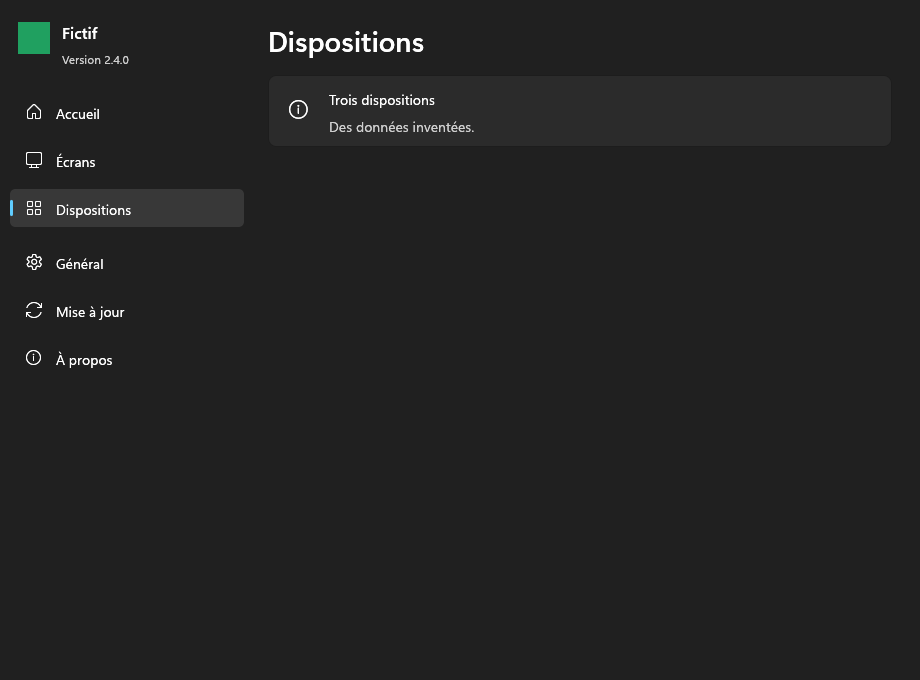 Fictif
Version 2.4.0
Accueil
Écrans
Dispositions
Général
Mise à jour
À propos
Dispositions
Trois dispositions
Des données inventées.